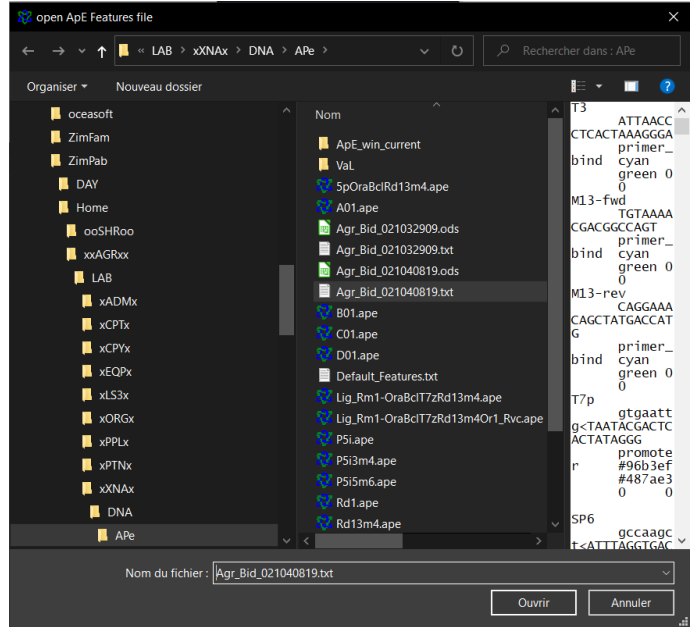 open ApE Features file
« LAB > xXNAx > DNA > APe >
Rechercher dans : APe
Organiser
Nouveau dossier
oceasoft
ZimFam
ZimPab
DAY
Home
ooSHRoo
xxAGRxx
LAB
xADMx
xCPTx
xCPYx
xEQPx
xLS3x
xORGx
xPPLx
xPTNx
xXNAx
DNA
APe
Nom
ApE_win_current
VaL
5pOraBclRd13m4.ape
A01.ape
Agr_Bid_021032909.ods
Agr_Bid_021032909.txt
Agr_Bid_021040819.ods
Agr_Bid_021040819.txt
B01.ape
C01.ape
D01.ape
Default_Features.txt
Lig_Rm1-OraBclT7zRd13m4.ape
Lig_Rm1-OraBclT7zRd13m4Or1_Rvc.ape
P5i.ape
P5i3m4.ape
P5i5m6.ape
Rd1.ape
Rd13m4.ape
T3
ATTAACC
CTCACTAAAGGGA
primer_
bind cyan
green 0
0
M13-fwd
TGTAAAA
CGACGGCCAGT
primer_
bind cyan
green 0
0
M13-rev
CAGGAAA
CAGCTATGACCAT
G
primer_
bind cyan
green 0
0
T7p
gtgaatt
g<TAATACGACTC
ACTATAGGG
promote
r #96b3ef
#487ae3
0 0
SP6
gccaagc
t<ATTTAGGTGAC
Nom du fichier : Agr_Bid_021040819.txt
Ouvrir
Annuler